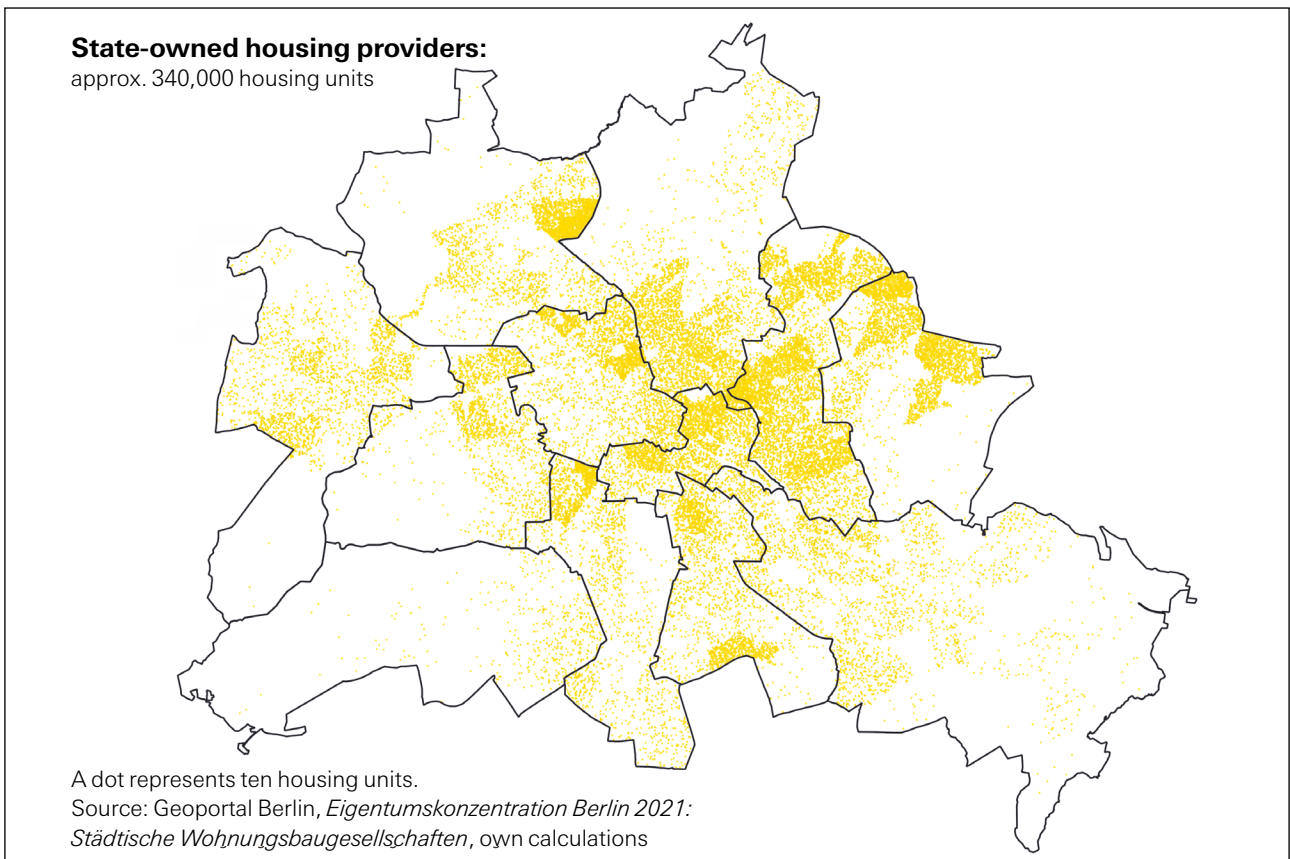 State-owned housing providers:
approx. 340,000 housing units
A dot represents ten housing units.
Source: Geoportal Berlin, Eigentumskonzentration Berlin 2021:
Städtische Wohnungsbaugesellschaften, own calculations